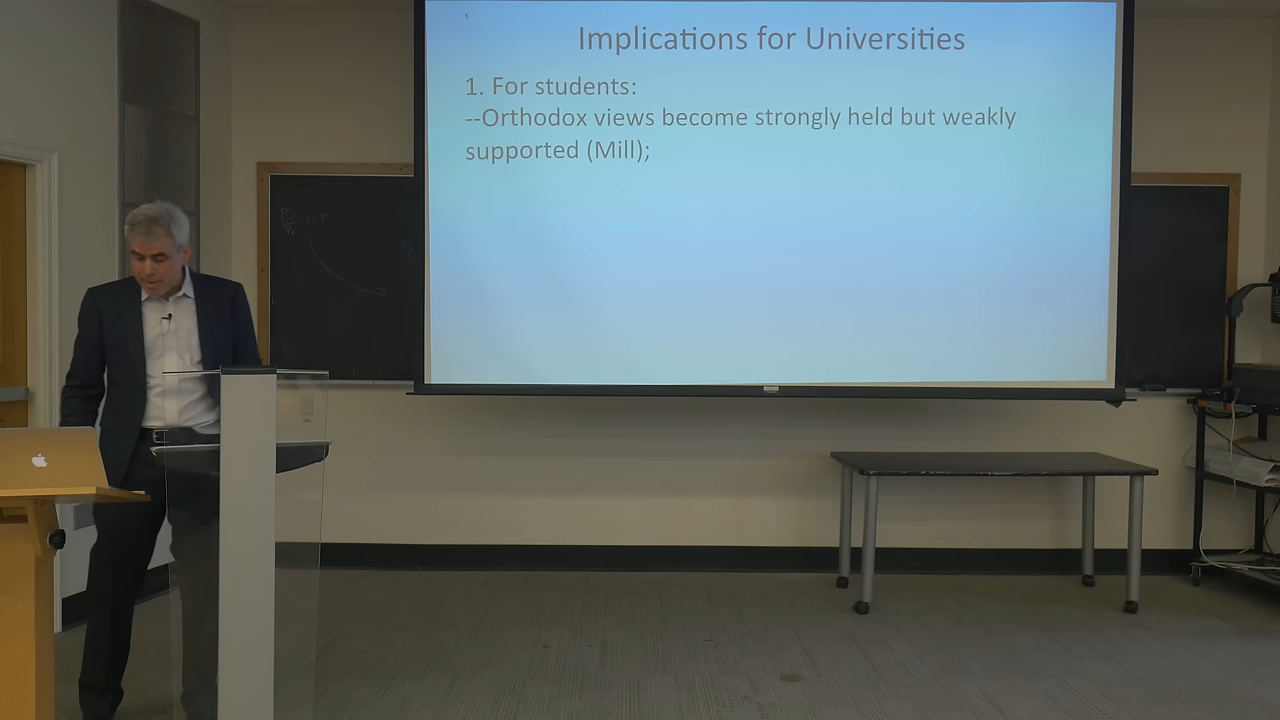 Implications for Universities
1. For students:
--Orthodox views become strongly held but weakly
supported (Mill);